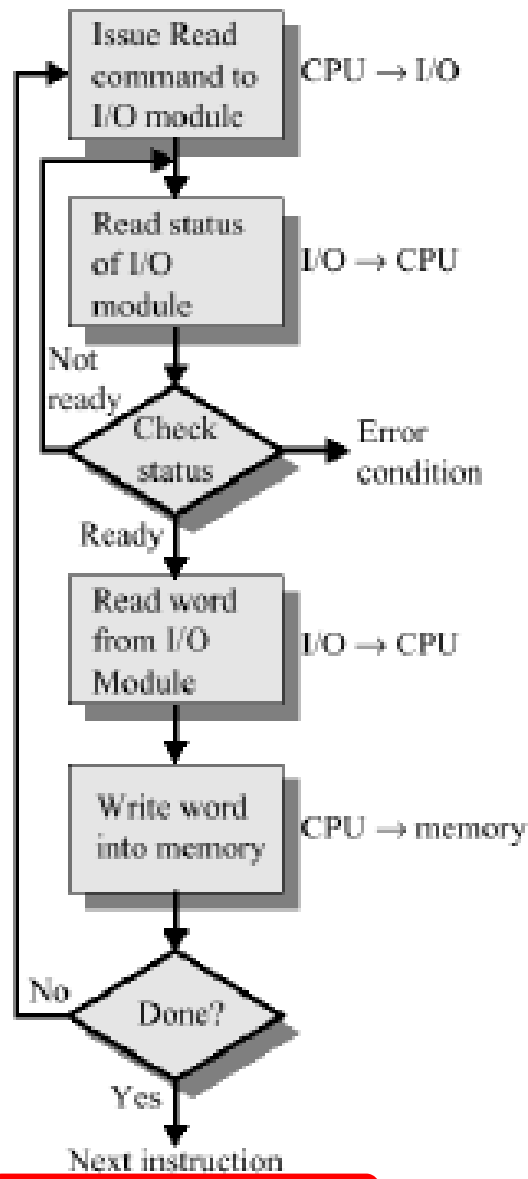 Issue Read
command to
I/O module
CPU → I/O
Read status
of I/O
module
I/O → CPU
Not
ready
Check
status
Error
condition
Ready
Read word
from I/O
Module
I/O → CPU
Write word
into memory
CPU → memory
No
Done?
Yes
Next instruction